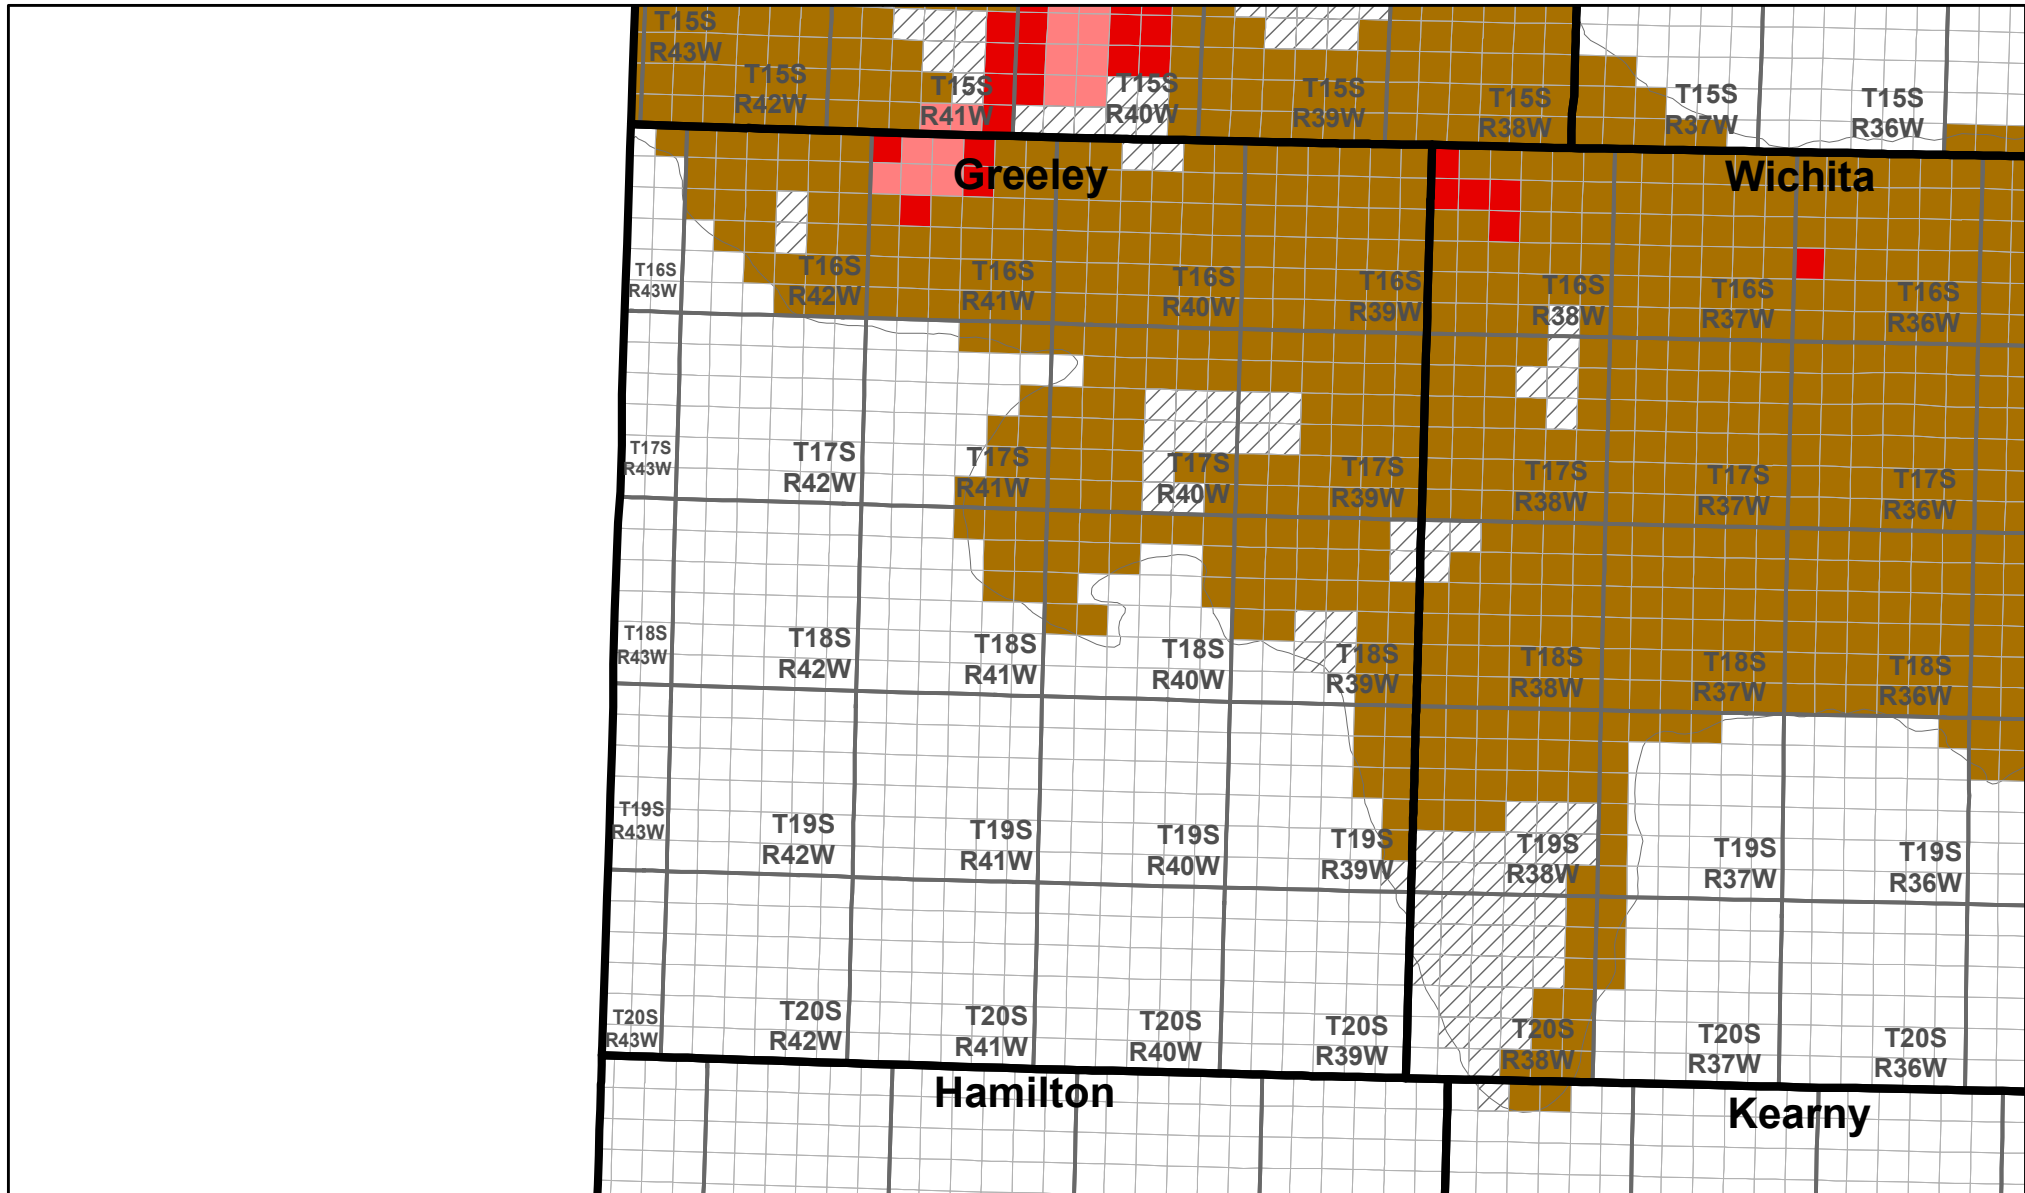 T15S
R43W
T15S
R42W
T15S
R41W
T15S
R40W
T15S
R39W
T15S
R38W
T15S
R37W
T15S
R36W
Greeley
Wichita
T16S
R43W
T16S
R42W
T16S
R41W
T16S
R40W
T16S
R39W
T16S
R38W
T16S
R37W
T16S
R36W
T17S
R43W
T17S
R42W
T17S
R41W
T17S
R40W
T17S
R39W
T17S
R38W
T17S
R37W
T17S
R36W
T18S
R43W
T18S
R42W
T18S
R41W
T18S
R40W
T18S
R39W
T18S
R38W
T18S
R37W
T18S
R36W
T19S
R43W
T19S
R42W
T19S
R41W
T19S
R40W
T19S
R39W
T19S
R38W
T19S
R37W
T19S
R36W
T20S
R43W
T20S
R42W
T20S
R41W
T20S
R40W
T20S
R39W
T20S
R38W
T20S
R37W
T20S
R36W
Hamilton
Kearny